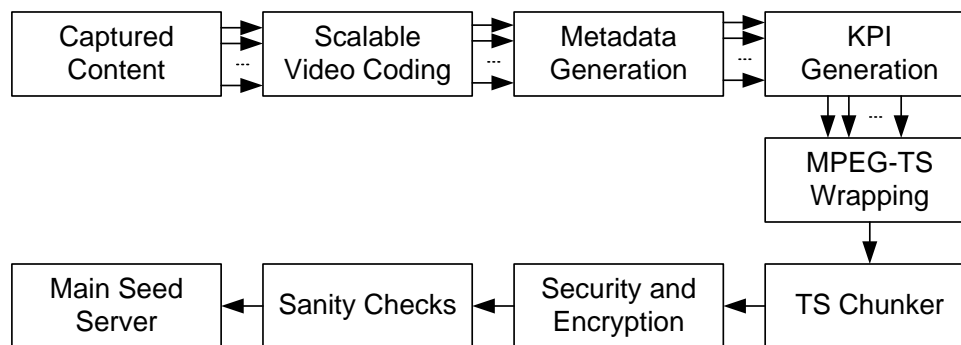 Captured
Content
...
Scalable
Video Coding
...
Metadata
Generation
...
KPI
Generation
...
MPEG-TS
Wrapping
Main Seed
Server
Sanity Checks
Security and
Encryption
TS Chunker